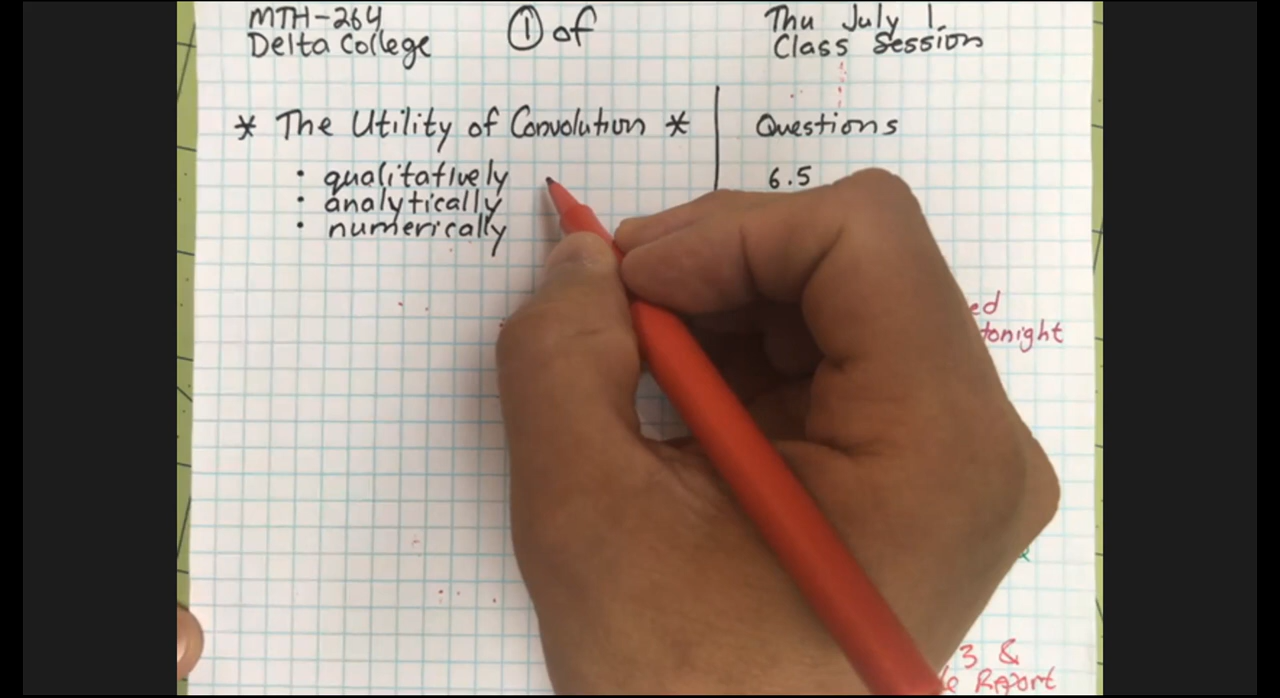 MTH-264
Delta College
① of
Thu July 1.
Class Session
* The Utility of Convolution *
• qualitatively
• analytically
• numerically
Questions
6.5
ed
tonight
3 &
Report